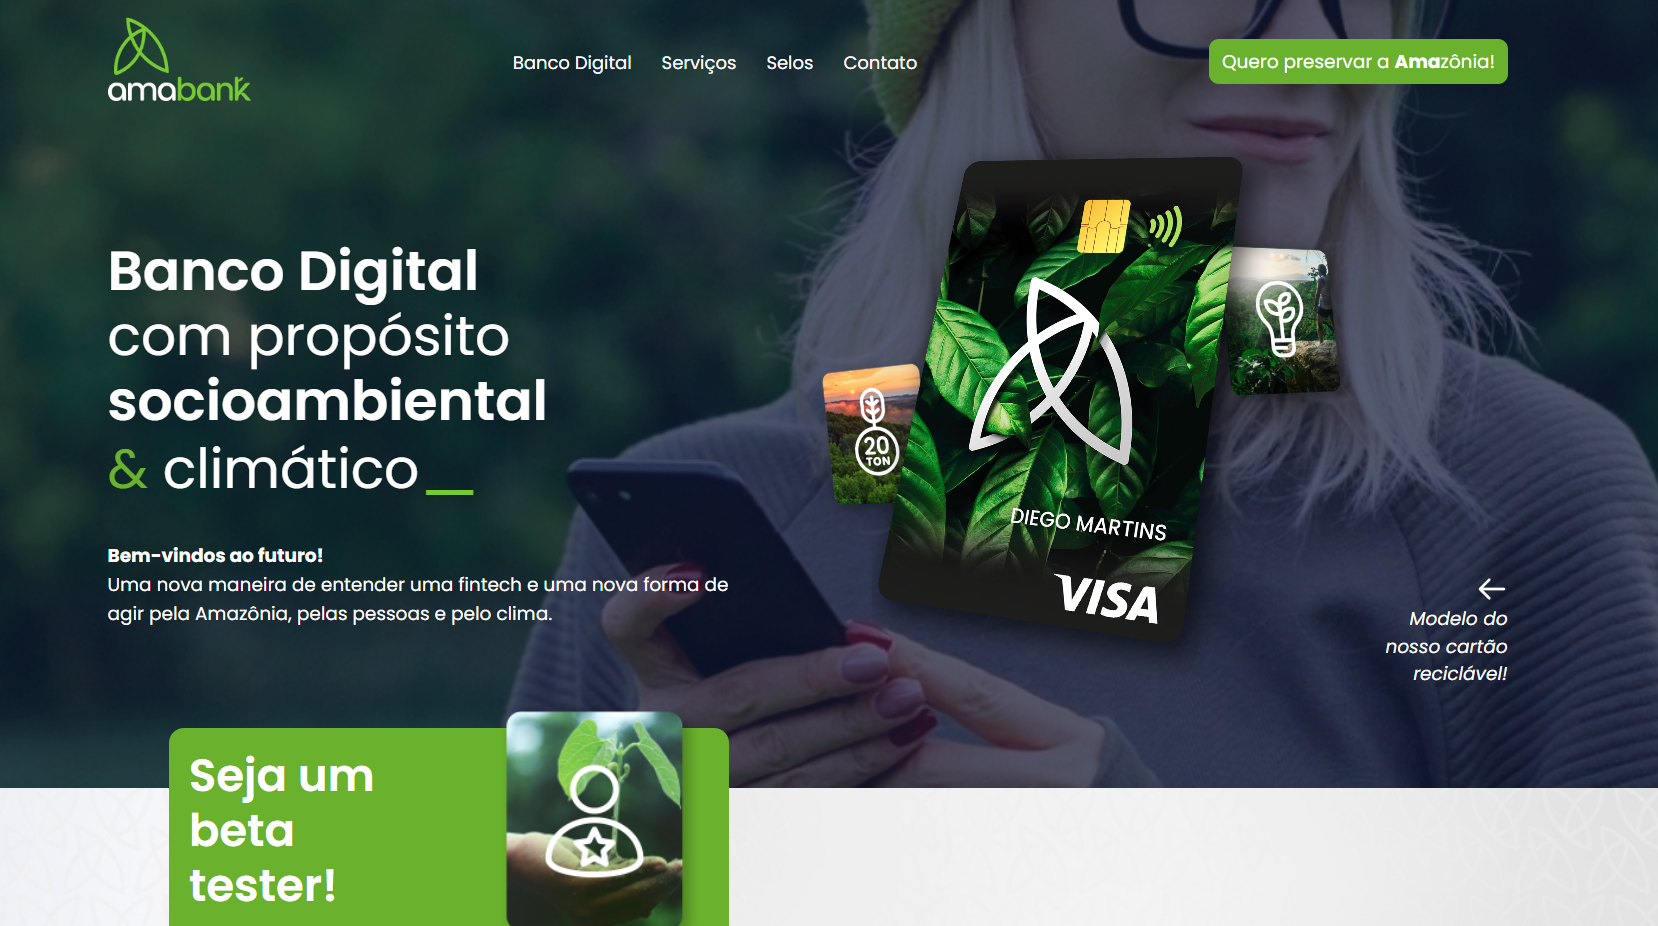 amabank
Banco Digital
Serviços
Selos
Contato
Quero preservar a Amazônia!
Banco Digital
com propósito
socioambiental
& climático_
Bem-vindos ao futuro!
Uma nova maneira de entender uma fintech e uma nova forma de
agir pela Amazônia, pelas pessoas e pelo clima.
20
TON
DIEGO MARTINS
VISA
←
Modelo do
nosso cartão
reciclável!
Seja um
beta
tester!